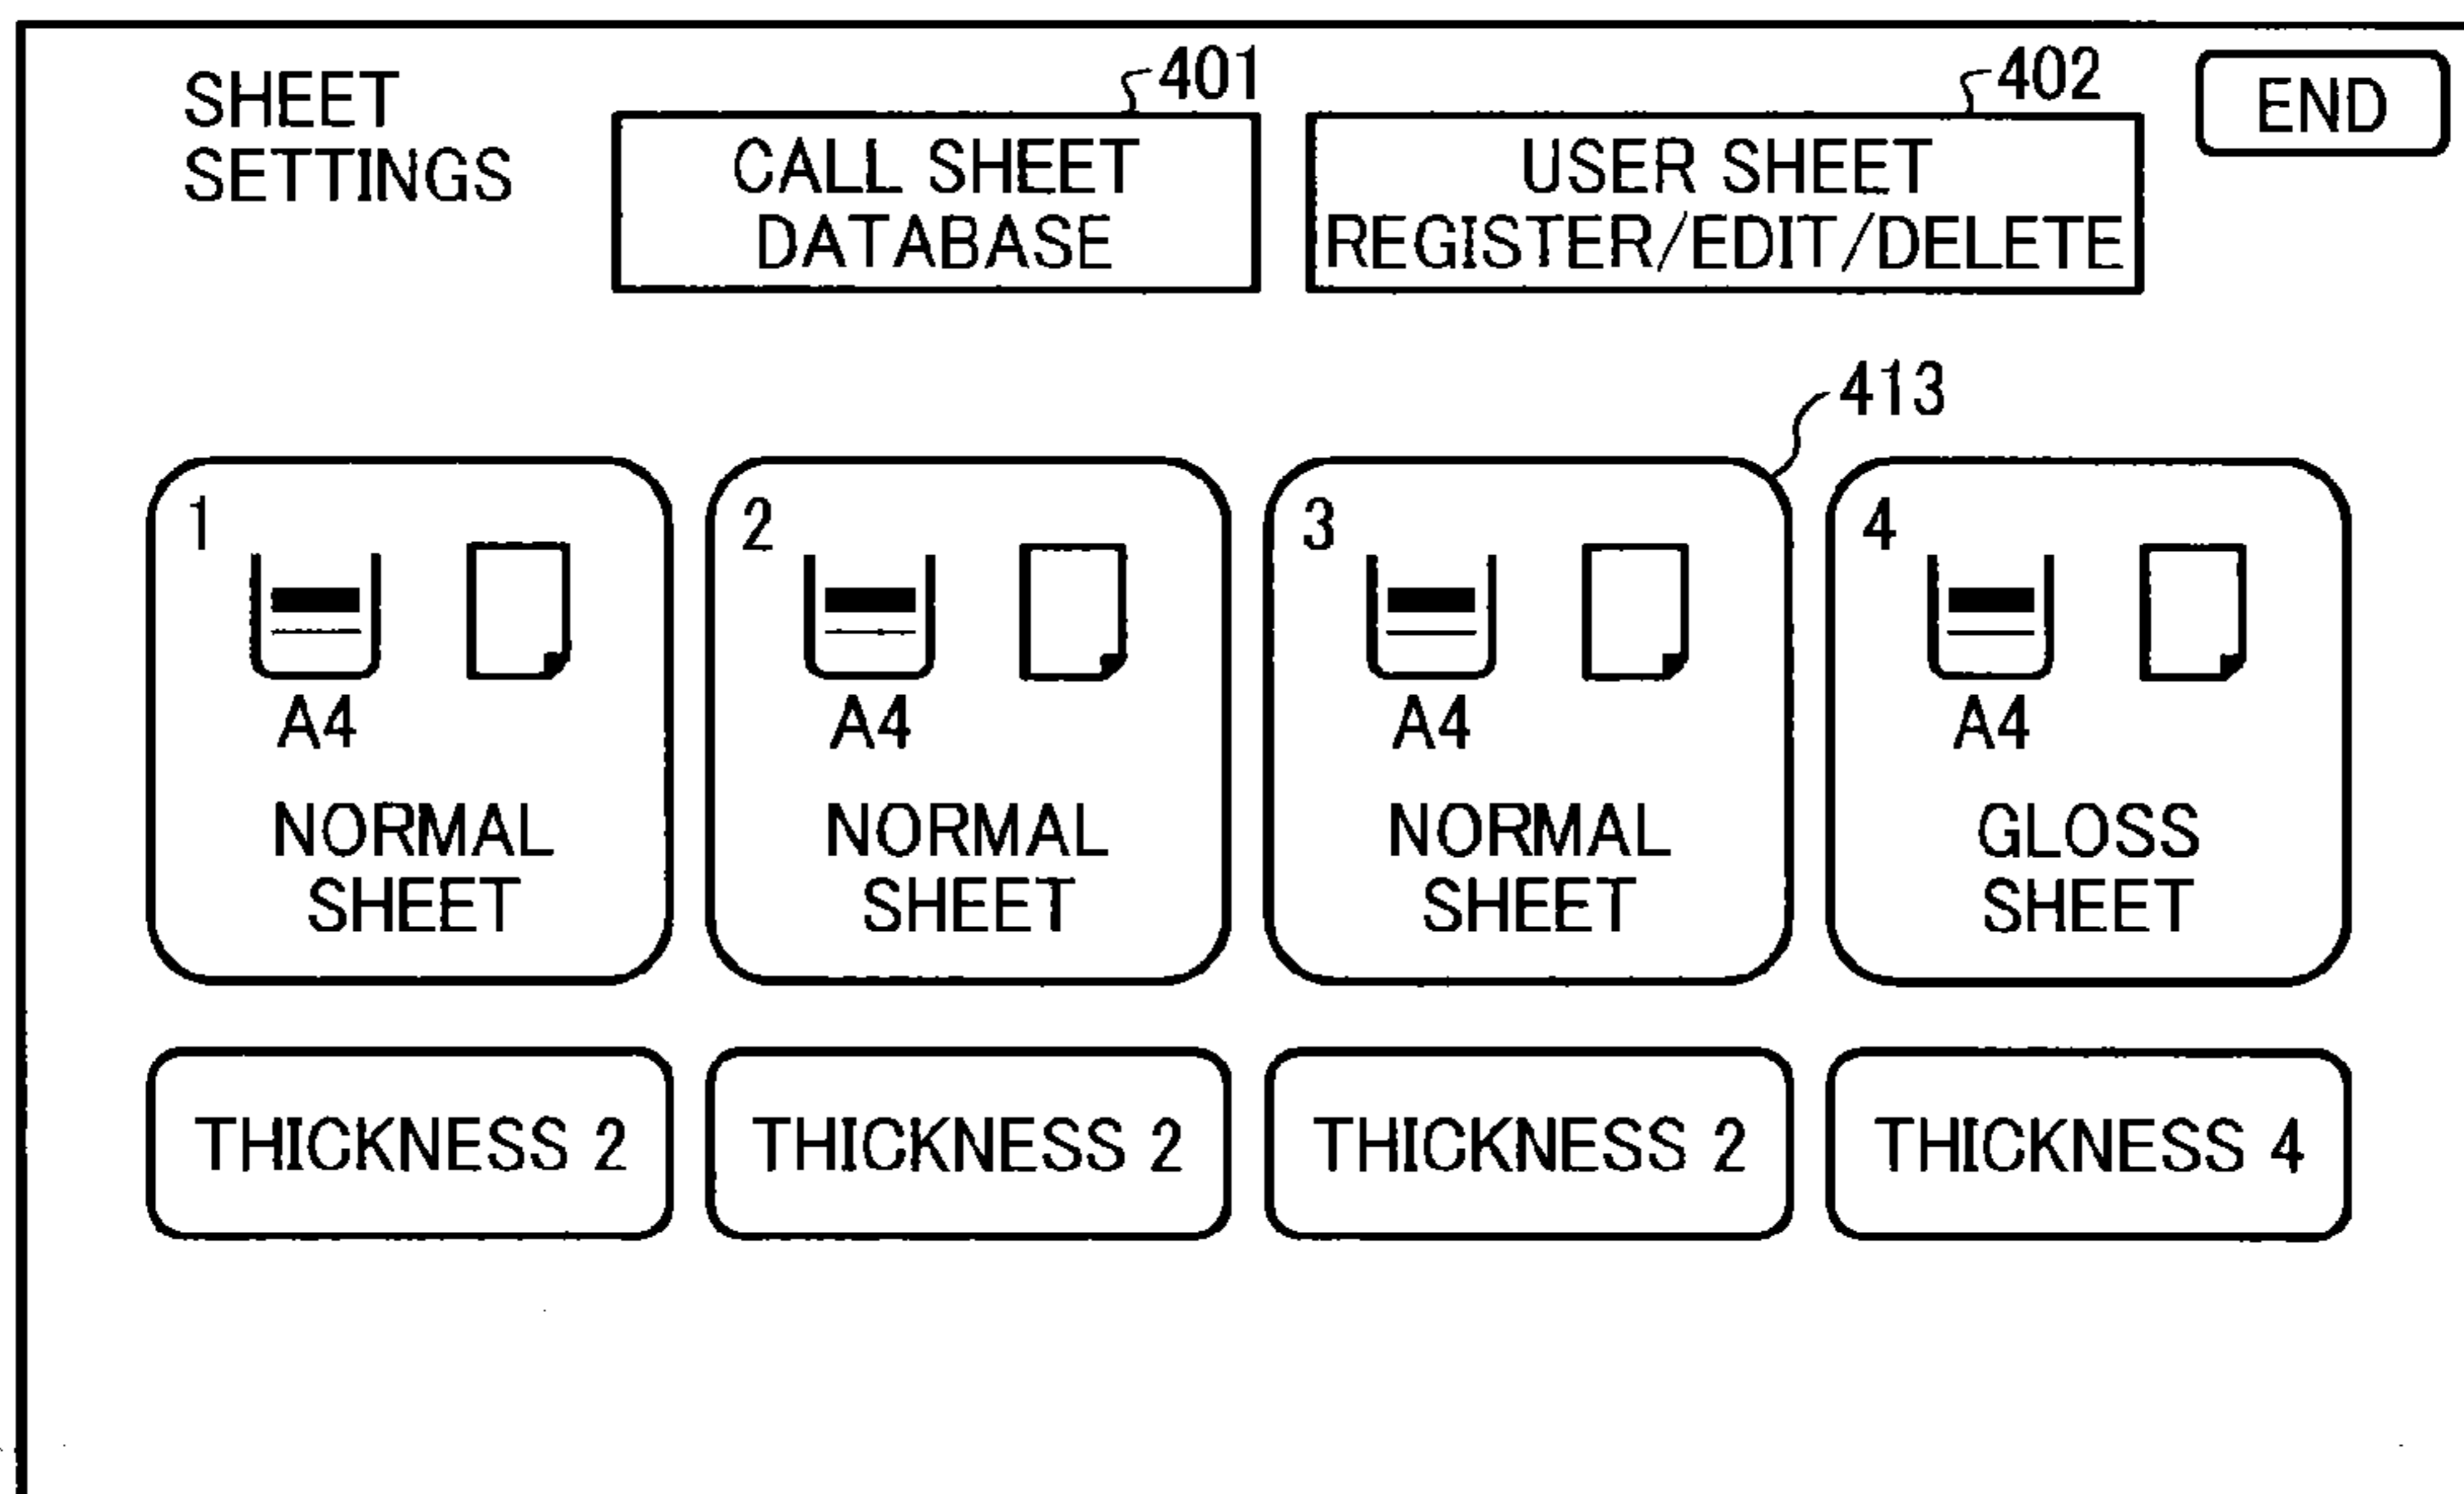 SHEET
SETTINGS
401
CALL SHEET
DATABASE
402
USER SHEET
REGISTER/EDIT/DELETE
END
413
1
A4
NORMAL
SHEET
2
A4
NORMAL
SHEET
3
A4
NORMAL
SHEET
4
A4
GLOSS
SHEET
THICKNESS 2
THICKNESS 2
THICKNESS 2
THICKNESS 4